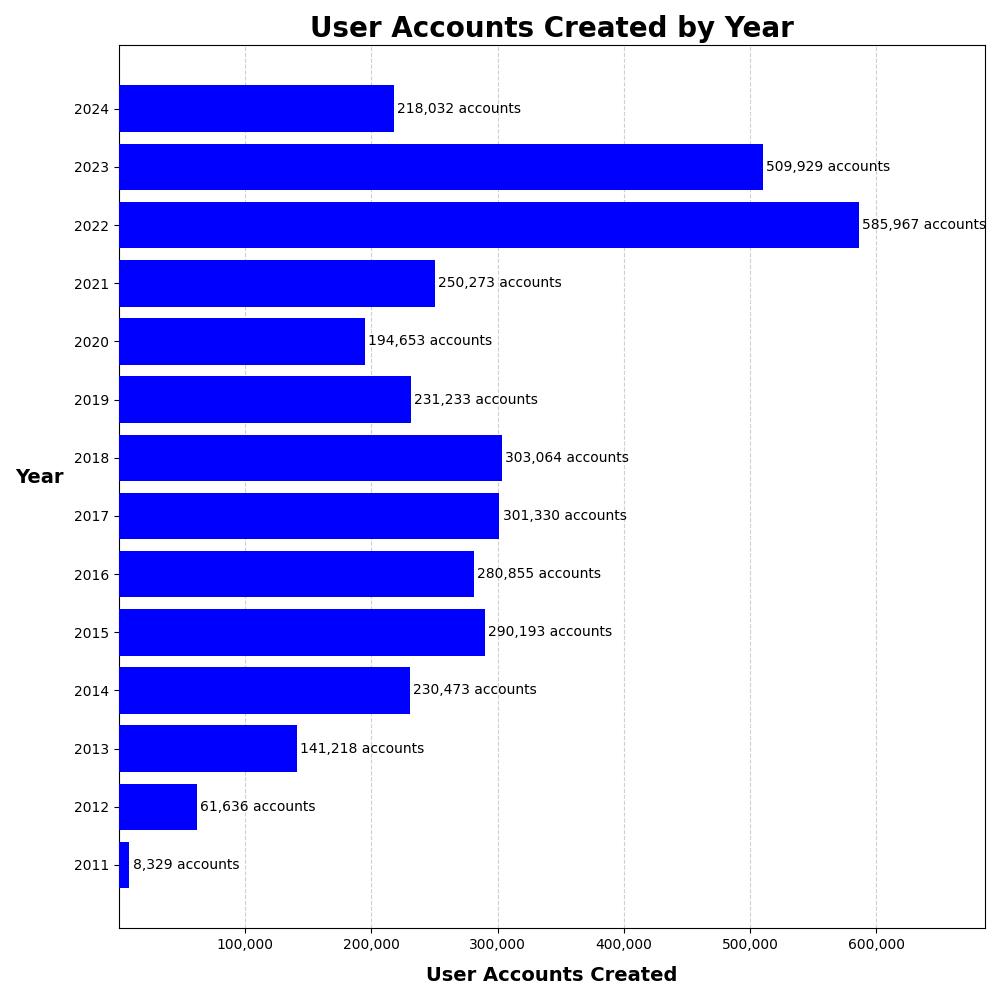 User Accounts Created by Year
2024 218,032 accounts
2023 509,929 accounts
2022 585,967 accounts
2021 250,273 accounts
2020 194,653 accounts
2019 231,233 accounts
2018 303,064 accounts
Year
2017 301,330 accounts
2016 280,855 accounts
2015 290,193 accounts
2014 230,473 accounts
2013 141,218 accounts
2012 61,636 accounts
2011 8,329 accounts
100,000 200,000 300,000 400,000 500,000 600,000
User Accounts Created